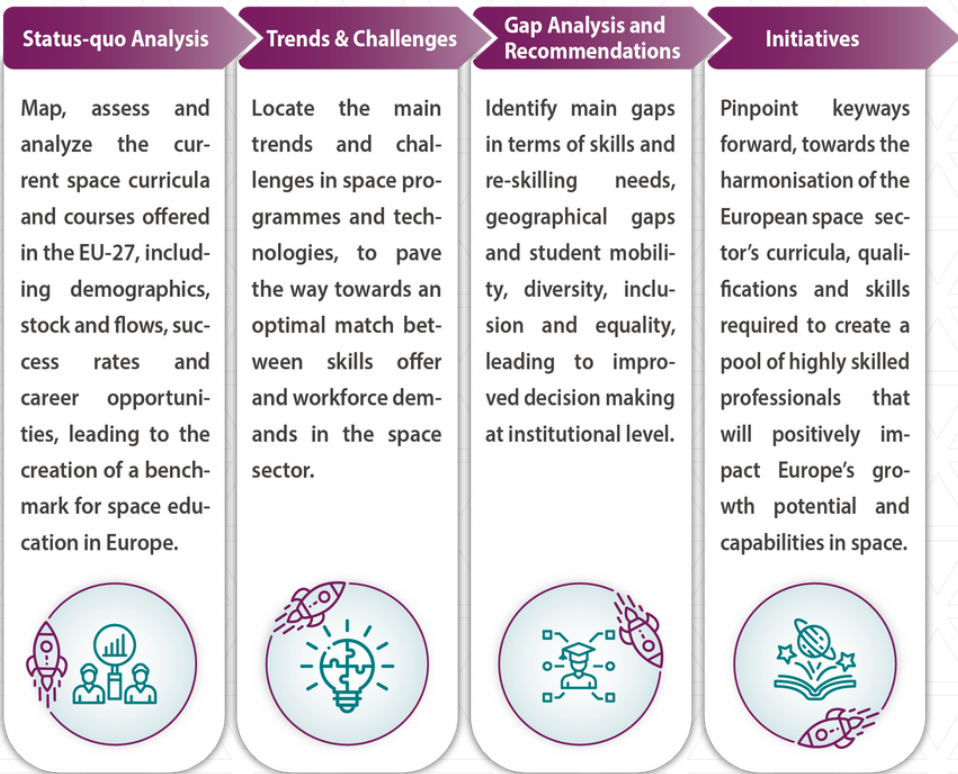 Status-quo Analysis
Map, assess and
analyze the cur-
rent space curricula
and courses offered
in the EU-27, includ-
ing demographics,
stock and flows, suc-
cess rates and
career opportuni-
ties, leading to the
creation of a bench-
mark for space edu-
cation in Europe.
Trends & Challenges
Locate the main
trends and chal-
lenges in space pro-
grammes and tech-
nologies, to pave
the way towards an
optimal match bet-
ween skills offer
and workforce dem-
ands in the space
sector.
Gap Analysis and
Recommendations
Identify main gaps
in terms of skills and
re-skilling needs,
geographical gaps
and student mobili-
ty, diversity, inclu-
sion and equality,
leading to impro-
ved decision making
at institutional level.
Initiatives
Pinpoint keyways
forward, towards the
harmonisation of the
European space sec-
tor's curricula, quali-
fications and skills
required to create a
pool of highly skilled
professionals that
will positively im-
pact Europe's gro-
wth potential and
capabilities in space.